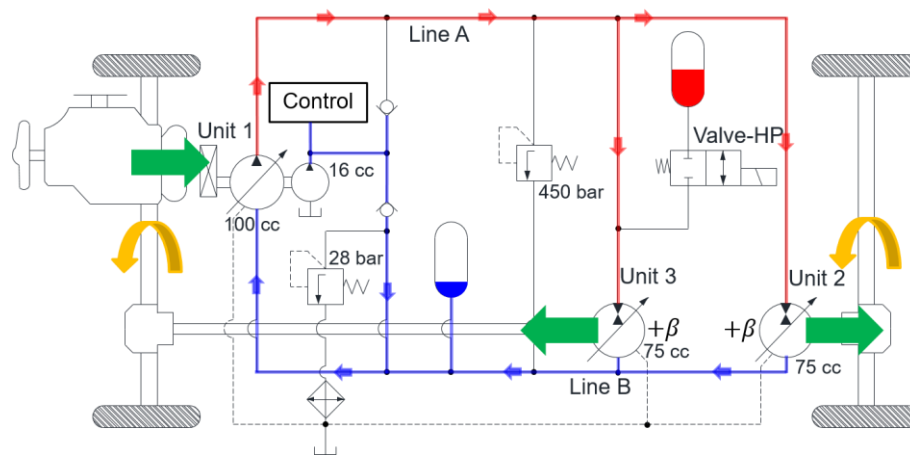 Line A
Control
Unit 1
Valve-HP
16 cc
450 bar
100 cc
28 bar
Unit 3
Unit 2
+β
+β
75 cc
75 cc
Line B